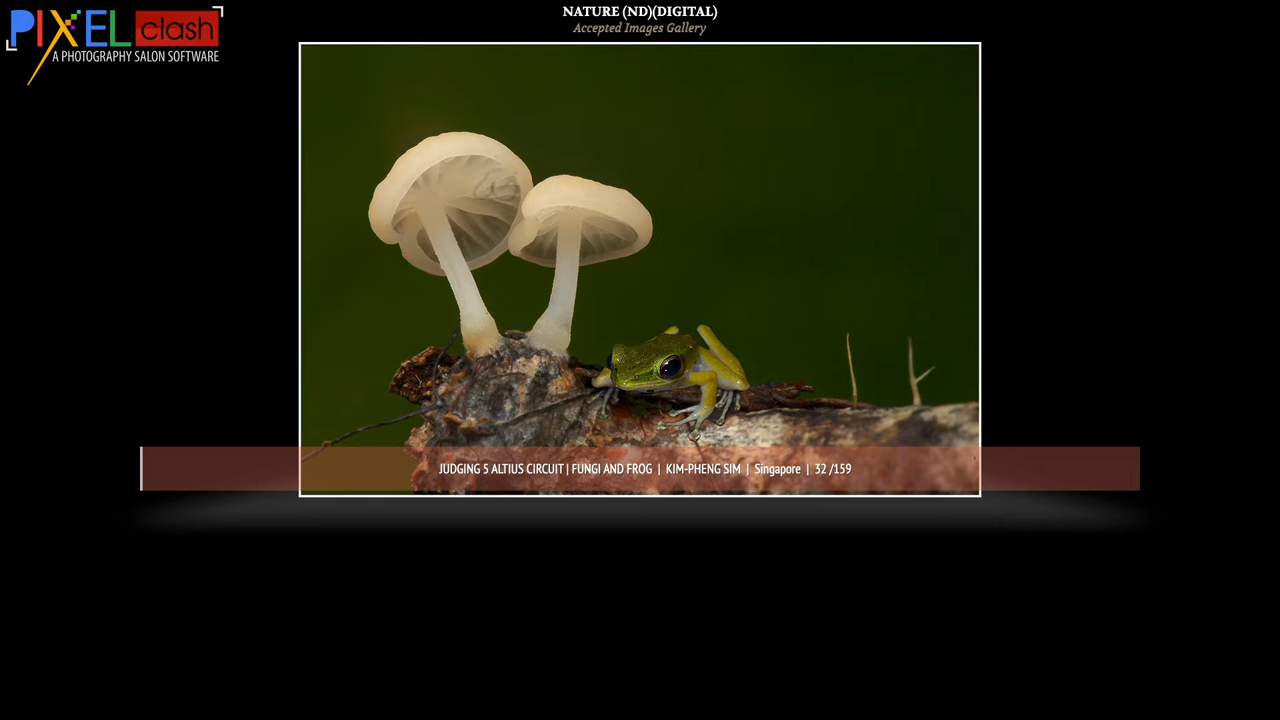 PIXEL clash
A PHOTOGRAPHY SALON SOFTWARE
NATURE (ND)(DIGITAL)
Accepted Images Gallery
JUDGING 5 ALTIUS CIRCUIT | FUNGI AND FROG | KIM-PHENG SIM | Singapore | 32 /159